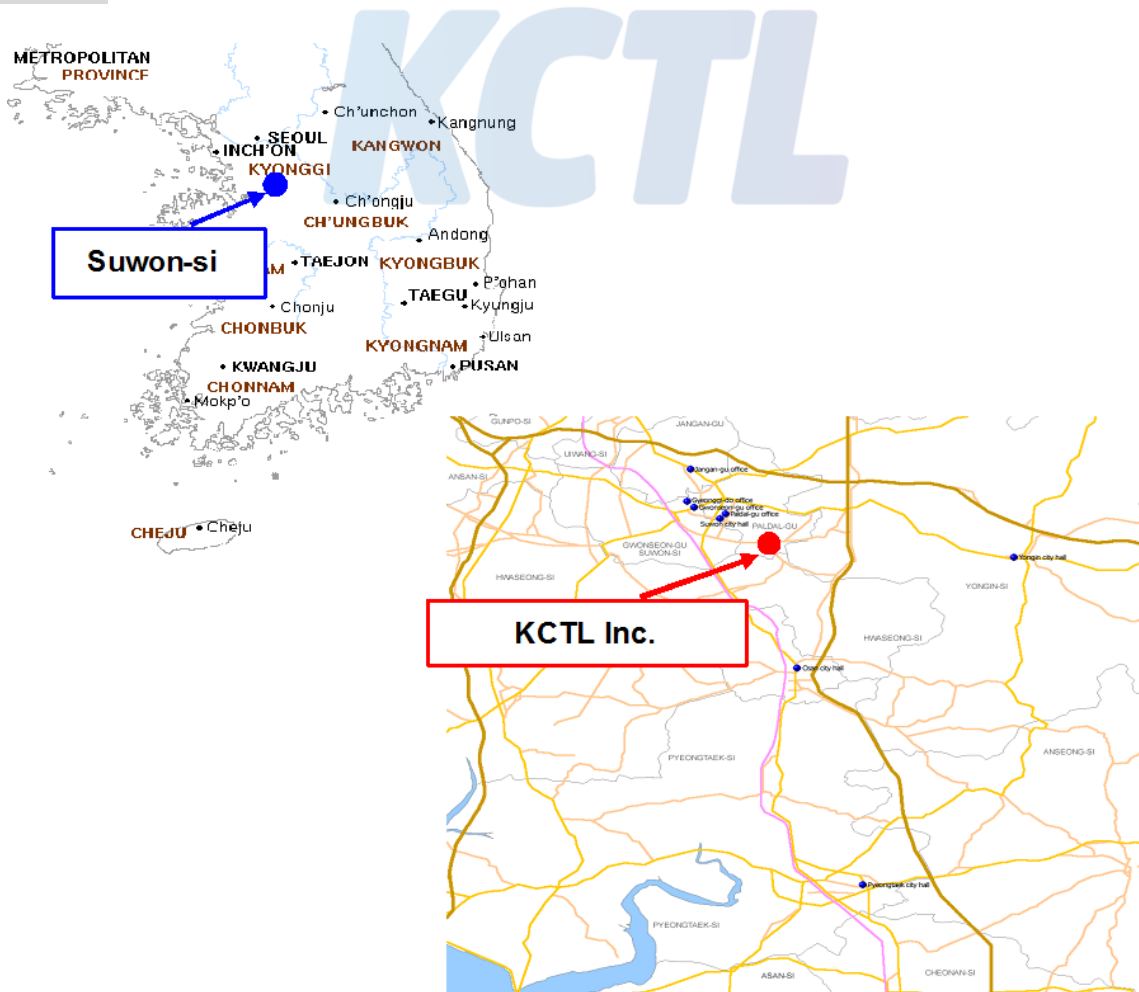 KCTL
METROPOLITAN
PROVINCE
Ch'unchon
Kangnung
SEOUL
INCH'ON
KANGWON
KYONGGI
Ch'ongju
CH'UNGBUK
Andong
Suwon-si
AM
TAEJON
KYONGBUK
P'ohan
TAEGU
Kyungju
Chonju
CHONBUK
Ulsan
KYONGNAM
KWANGJU
PUSAN
CHONNAM
Mokp'o
CHEJU
Cheju
GUNPO-SI
JANGAN-GU
UIWANG-SI
Jangan-gu office
ANSAN-SI
Gyeonggi-do office
Gwonseon-gu office
Paldal-gu office
Suwon city hall
PALDAL-GU
GWONSEON-GU
SUWON-SI
Yongin city hall
HWASEONG-SI
YONGIN-SI
KCTL Inc.
HWASEONG-SI
Osan city hall
PYEONGTAEK-SI
ANSEONG-SI
Pyeongtaek city hall
PYEONGTAEK-SI
ASAN-SI
CHEONAN-SI